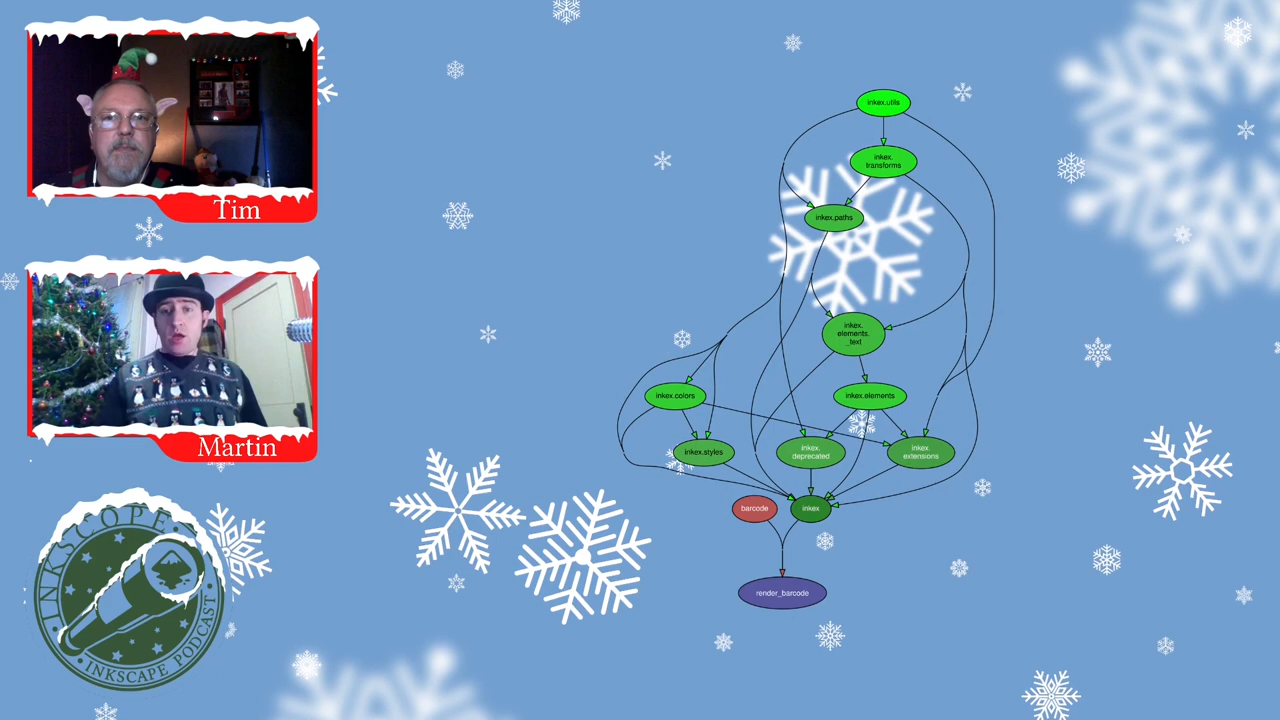 Tim
Martin
INKSCAPE
INKSCAPE PODCAST
inkex.utils
inkex.
transforms
inkex.paths
inkex.
elements.
_text
inkex.colors
inkex.elements
inkex.styles
inkex.
deprecated
inkex.
extensions
barcode
inkex
render_barcode